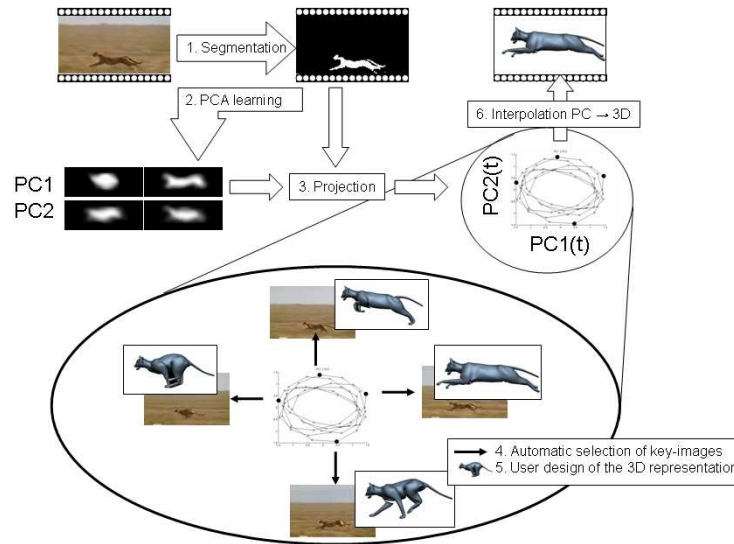 1. Segmentation
2. PCA learning
6. Interpolation PC → 3D
PC1
PC2
3. Projection
PC2(t)
PC1(t)
4. Automatic selection of key-images
5. User design of the 3D representation